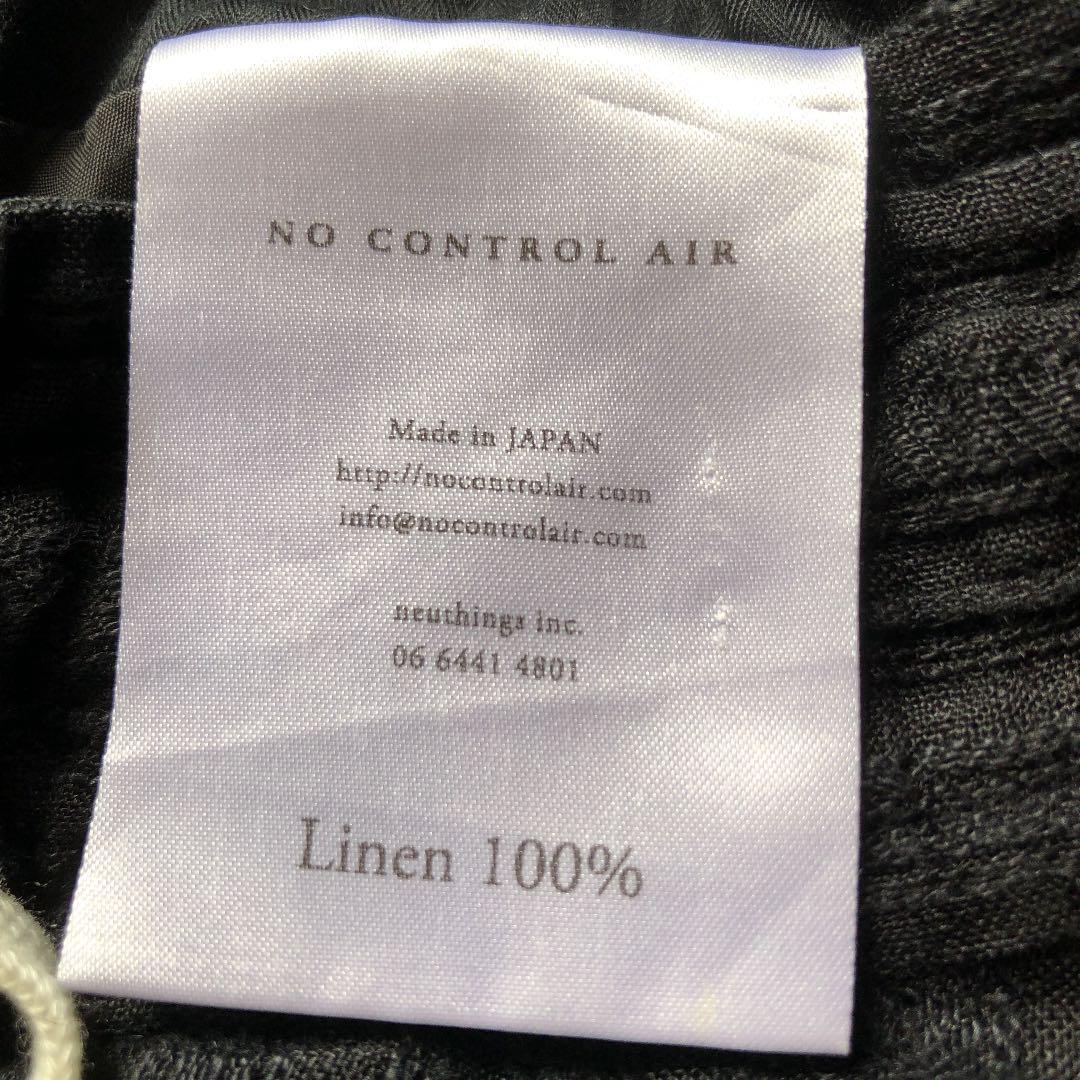 NO CONTROL AIR
Made in JAPAN
http://nocontrolair.com
info@nocontrolair.com
neuthings inc.
06 6441 4801
Linen 100%